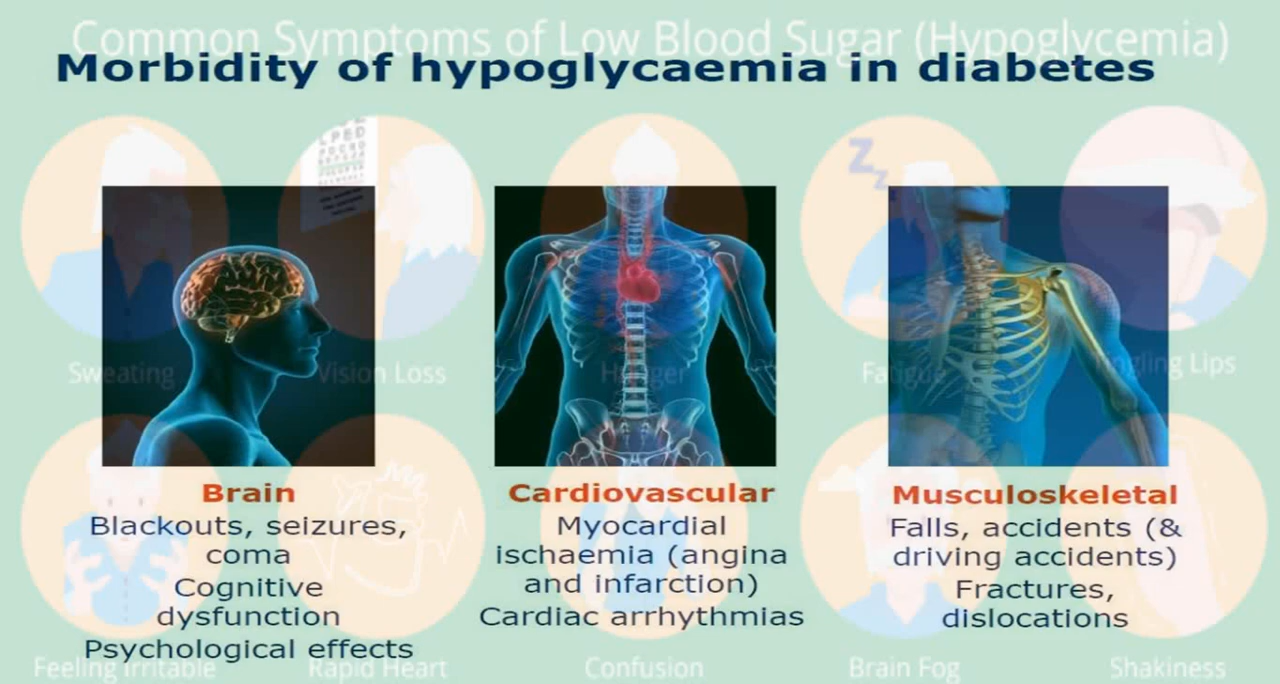 Common Symptoms of Low Blood Sugar (Hypoglycemia)
Morbidity of hypoglycaemia in diabetes
Sweating
Vision Loss
Hunger
Fatigue
Tingling Lips
Brain
Blackouts, seizures,
coma
Cognitive
dysfunction
Psychological effects
Cardiovascular
Myocardial
ischaemia (angina
and infarction)
Cardiac arrhythmias
Musculoskeletal
Falls, accidents (&
driving accidents)
Fractures,
dislocations
Feeling Irritable
Rapid Heart
Confusion
Brain Fog
Shakiness